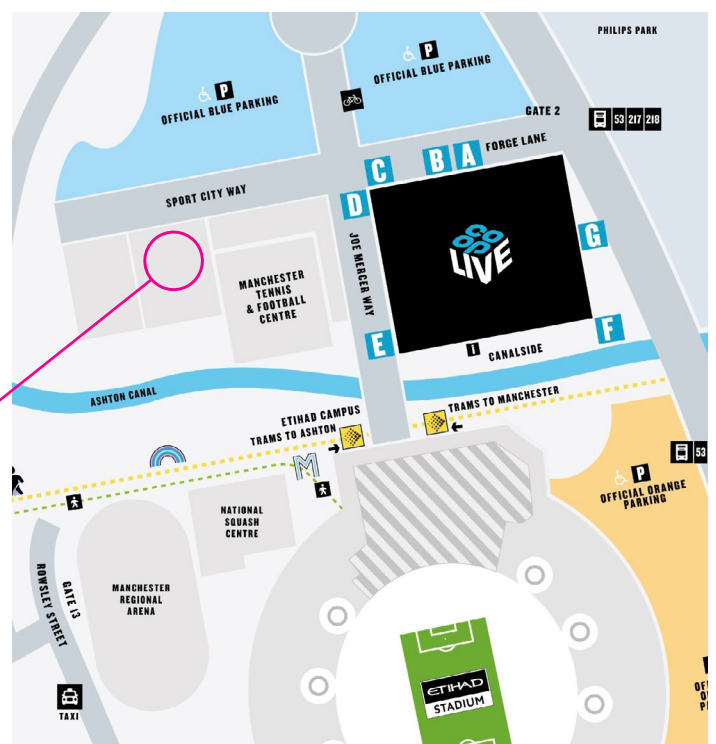 PHILIPS PARK
P
OFFICIAL BLUE PARKING
P
OFFICIAL BLUE PARKING
GATE 2
53 217 218
FORGE LANE
A
B
C
D
SPORT CITY WAY
JOE MERCER WAY
COOP
LIVE
G
MANCHESTER
TENNIS
& FOOTBALL
CENTRE
E
F
i
CANALSIDE
ASHTON CANAL
ETIHAD CAMPUS
TRAMS TO ASHTON
TRAMS TO MANCHESTER
M
53
P
OFFICIAL ORANGE
PARKING
NATIONAL
SQUASH
CENTRE
MANCHESTER
REGIONAL
ARENA
GATE 13
ROWSLEY STREET
TAXI
ETIHAD
STADIUM